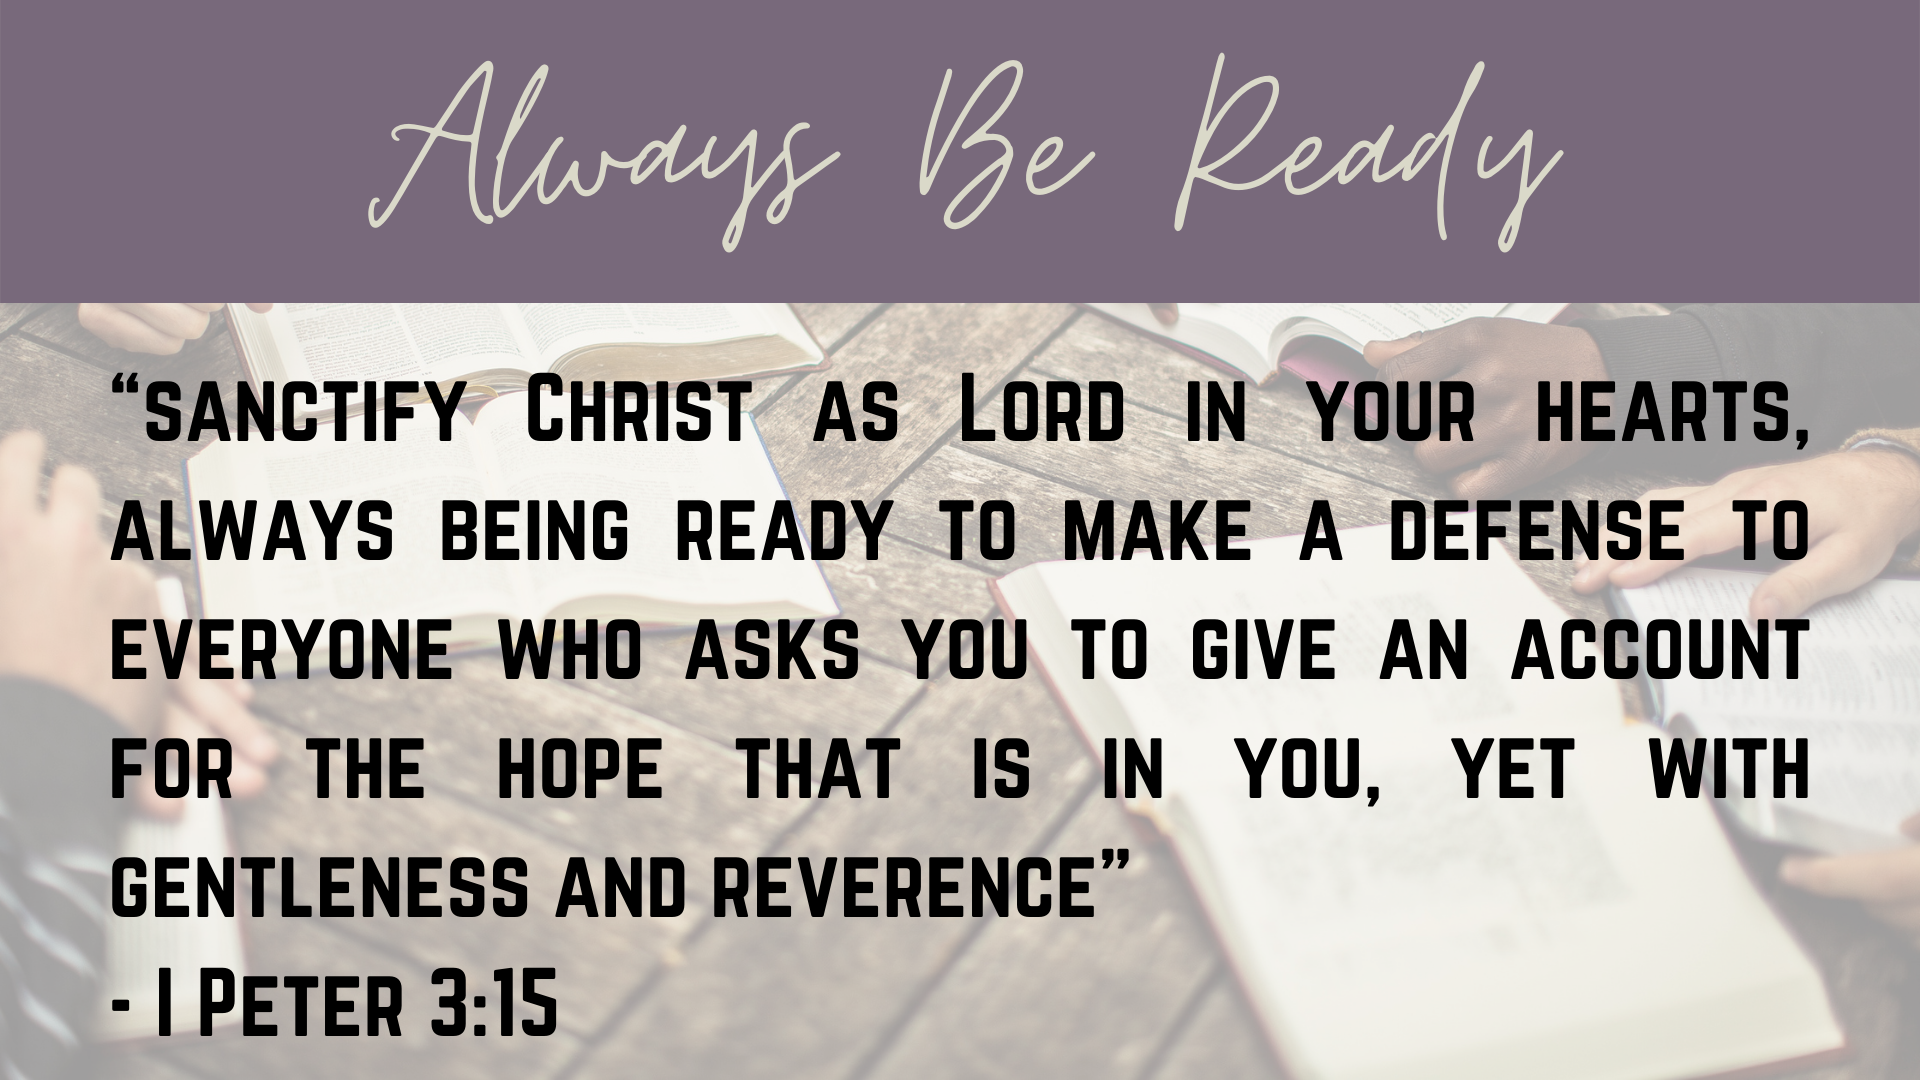 Always Be Ready
“sanctify Christ as Lord in your hearts,
always being ready to make a defense to
everyone who asks you to give an account
for the hope that is in you, yet with
gentleness and reverence”
- I Peter 3:15